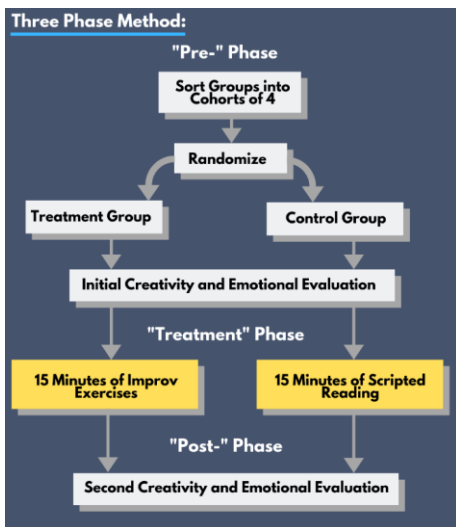 Three Phase Method:
"Pre-" Phase
Sort Groups into
Cohorts of 4
Randomize
Treatment Group
Control Group
Initial Creativity and Emotional Evaluation
"Treatment" Phase
15 Minutes of Improv
Exercises
15 Minutes of Scripted
Reading
"Post-" Phase
Second Creativity and Emotional Evaluation